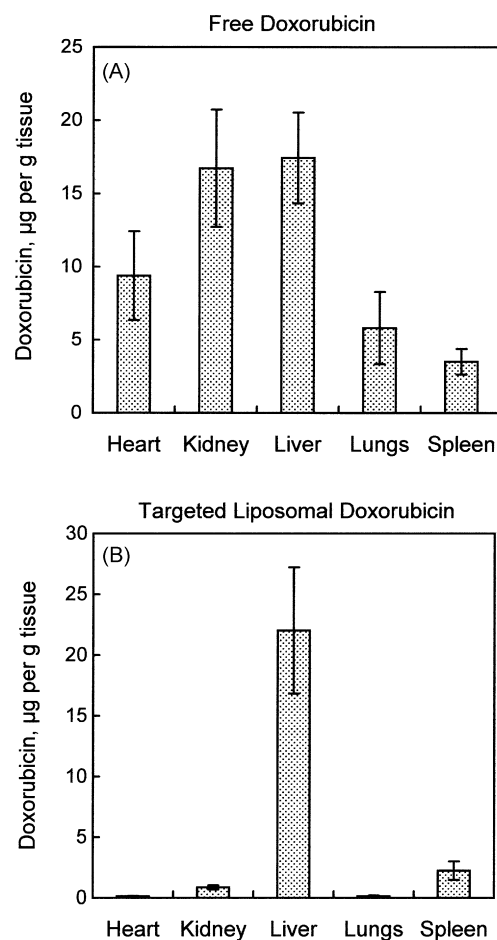 Free Doxorubicin
(A)
Doxorubicin, µg per g tissue
25
20
15
10
5
0
Heart Kidney Liver Lungs Spleen
Targeted Liposomal Doxorubicin
(B)
Doxorubicin, µg per g tissue
30
25
20
15
10
5
0
Heart Kidney Liver Lungs Spleen